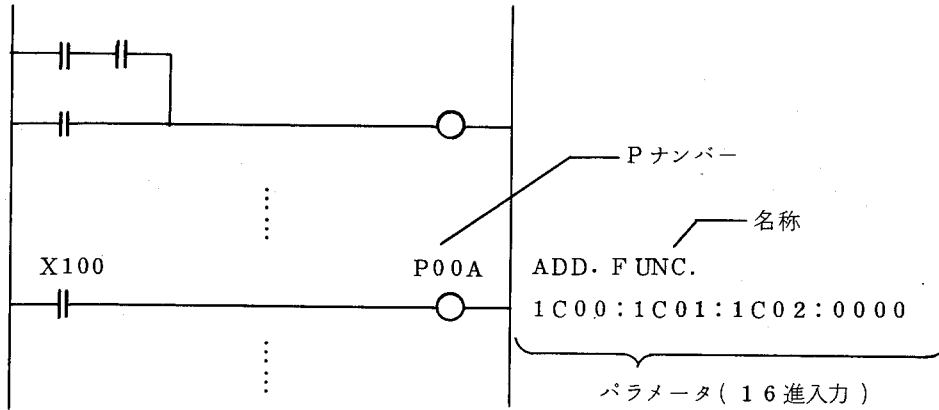 Pナンバー
名称
X100
P00A
ADD. FUNC.
1C00:1C01:1C02:0000
パラメータ(16進入力)